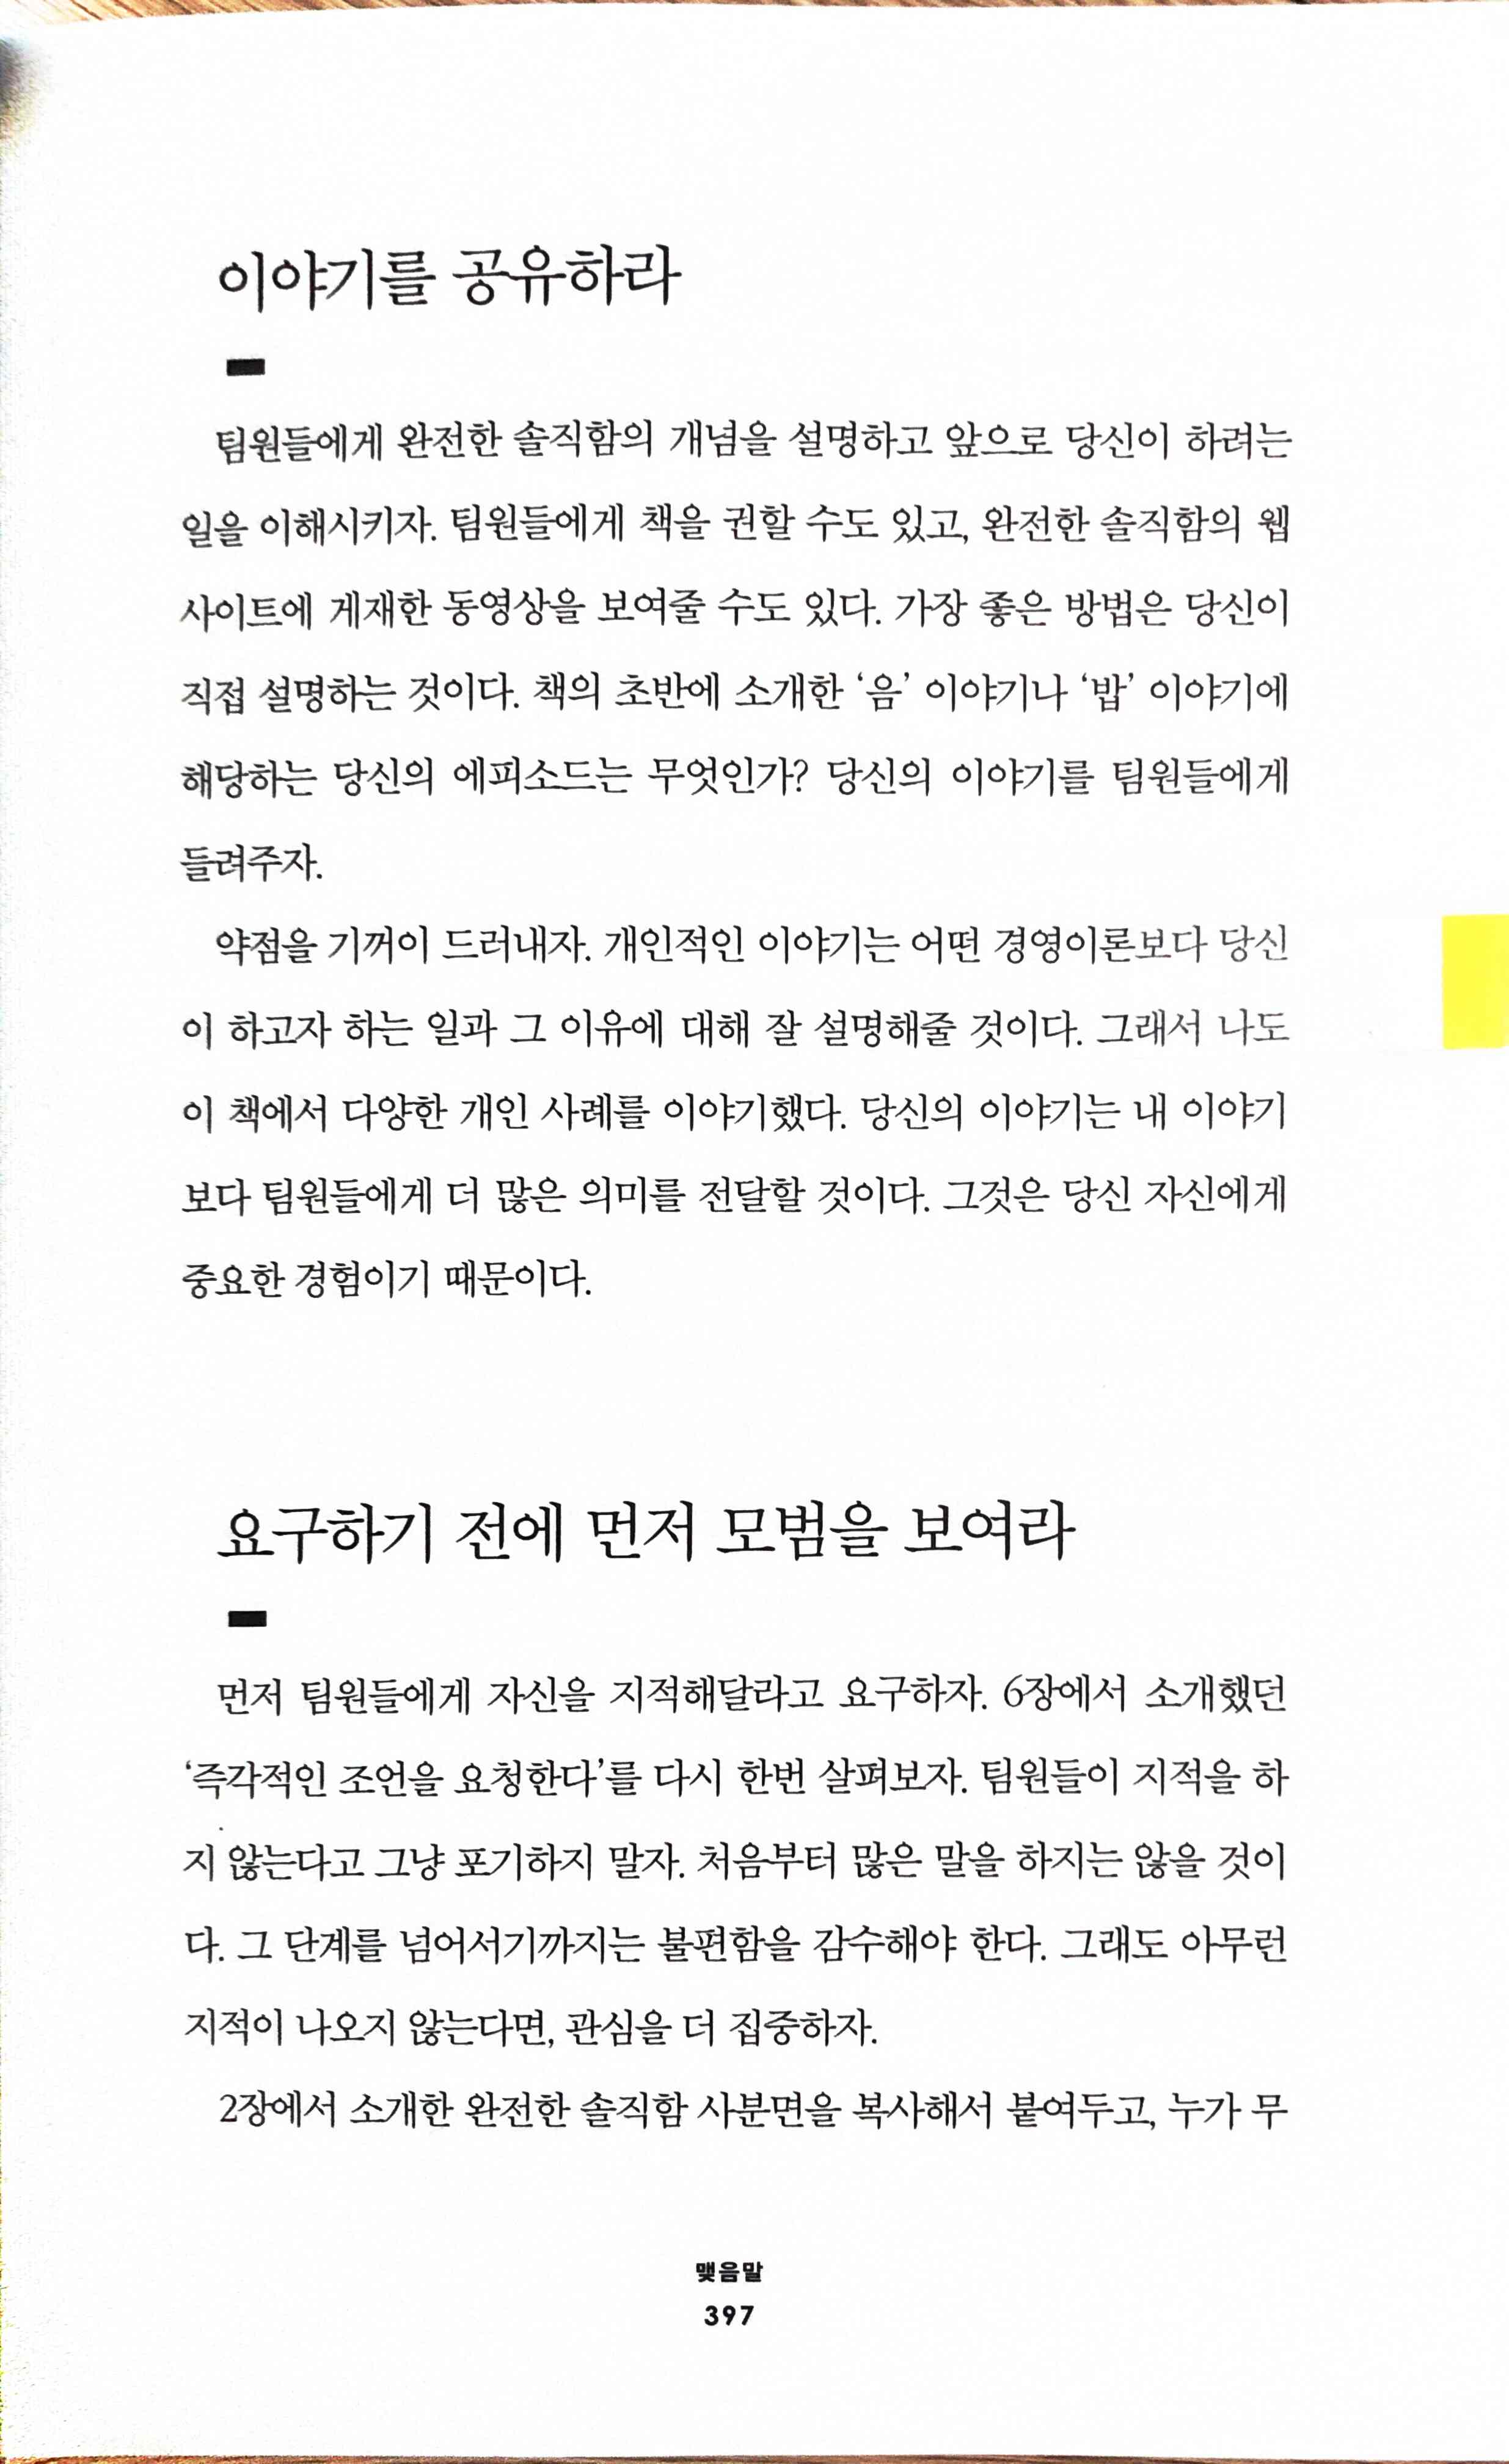 이야기를 공유하라
팀원들에게 완전한 솔직함의 개념을 설명하고 앞으로 당신이 하려는
일을 이해시키자. 팀원들에게 책을 권할 수도 있고, 완전한 솔직함의 웹
사이트에 게재한 동영상을 보여줄 수도 있다. 가장 좋은 방법은 당신이
직접 설명하는 것이다. 책의 초반에 소개한 ‘음’ 이야기나 ‘밥’ 이야기에
해당하는 당신의 에피소드는 무엇인가? 당신의 이야기를 팀원들에게
들려주자.
약점을 기꺼이 드러내자. 개인적인 이야기는 어떤 경영이론보다 당신
이 하고자 하는 일과 그 이유에 대해 잘 설명해줄 것이다. 그래서 나도
이 책에서 다양한 개인 사례를 이야기했다. 당신의 이야기는 내 이야기
보다 팀원들에게 더 많은 의미를 전달할 것이다. 그것은 당신 자신에게
중요한 경험이기 때문이다.
요구하기 전에 먼저 모범을 보여라
먼저 팀원들에게 자신을 지적해달라고 요구하자. 6장에서 소개했던
‘즉각적인 조언을 요청한다’를 다시 한번 살펴보자. 팀원들이 지적을 하
지 않는다고 그냥 포기하지 말자. 처음부터 많은 말을 하지는 않을 것이
다. 그 단계를 넘어서기까지는 불편함을 감수해야 한다. 그래도 아무런
지적이 나오지 않는다면, 관심을 더 집중하자.
2장에서 소개한 완전한 솔직함 사분면을 복사해서 붙여두고, 누가 무
맺음말
397